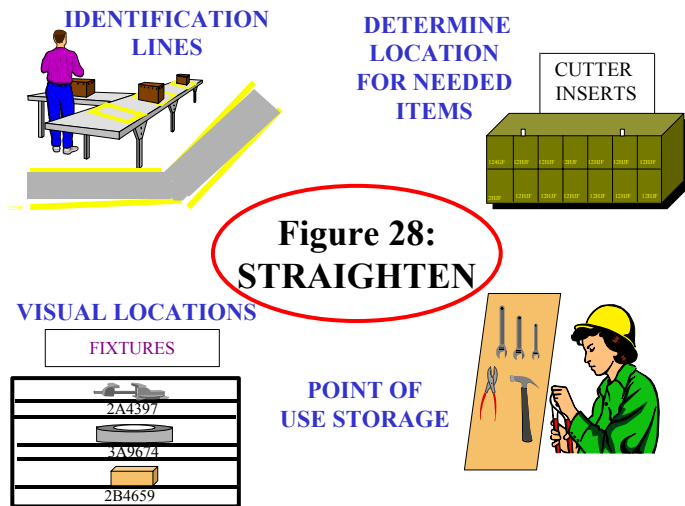 IDENTIFICATION
LINES
DETERMINE
LOCATION
FOR NEEDED
ITEMS
CUTTER
INSERTS
Figure 28:
STRAIGHTEN
VISUAL LOCATIONS
FIXTURES
2A4397
3A9674
2B4659
POINT OF
USE STORAGE